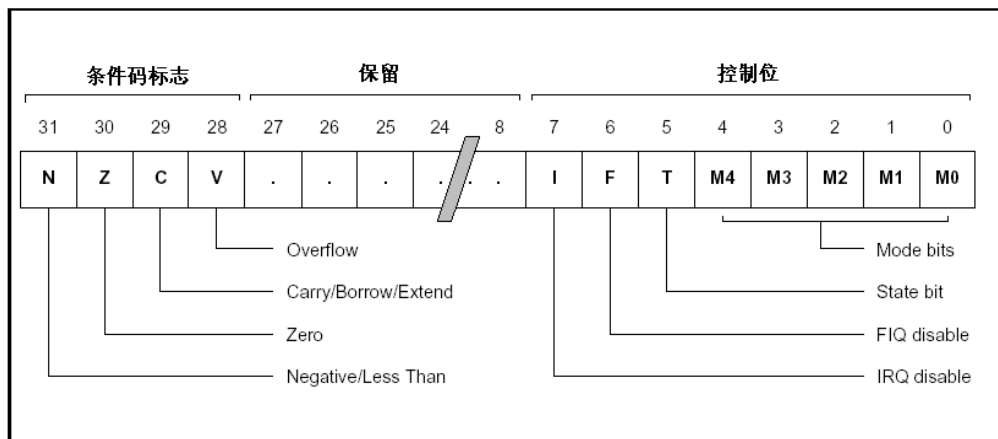 条件码标志 保留 控制位
31 30 29 28 27 26 25 24 8 7 6 5 4 3 2 1 0
N Z C V . . . . . I F T M4 M3 M2 M1 M0
Overflow Mode bits
Carry/Borrow/Extend State bit
Zero FIQ disable
Negative/Less Than IRQ disable